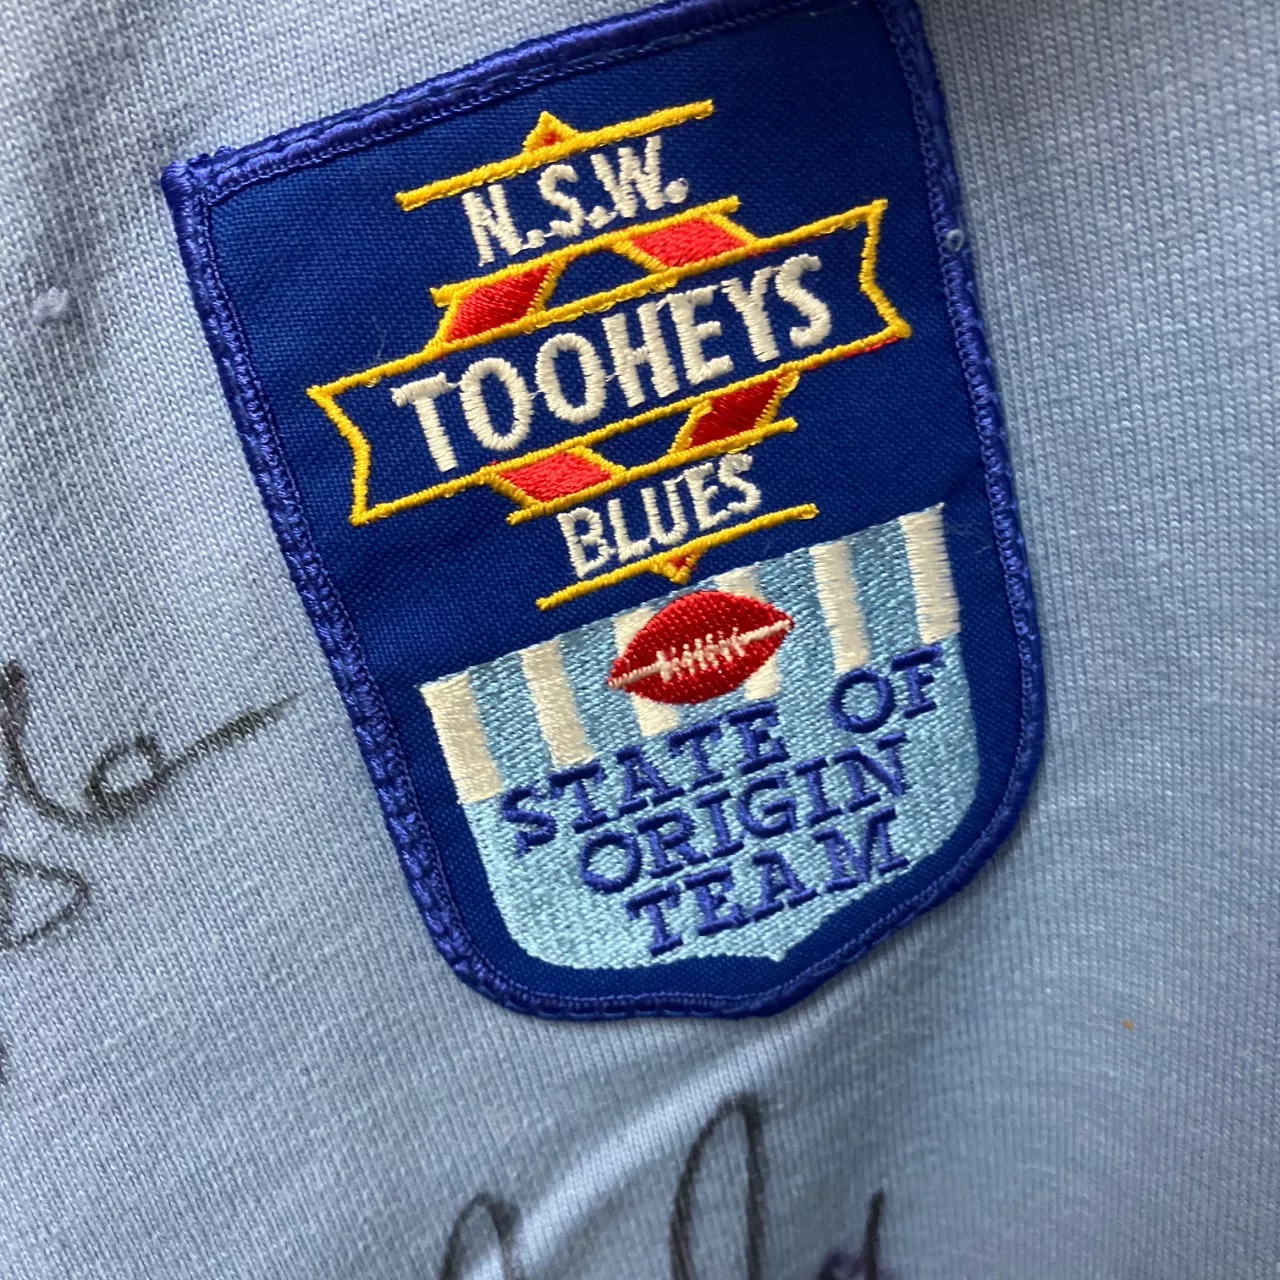 N.S.W.
TOOHEYS
BLUES
STATE OF
ORIGIN
TEAM